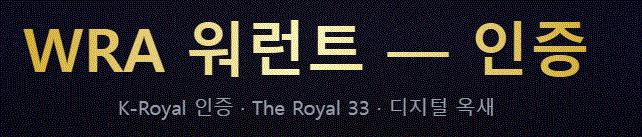 WRA 워런트 — 인증
K-Royal 인증 · The Royal 33 · 디지털 옥새